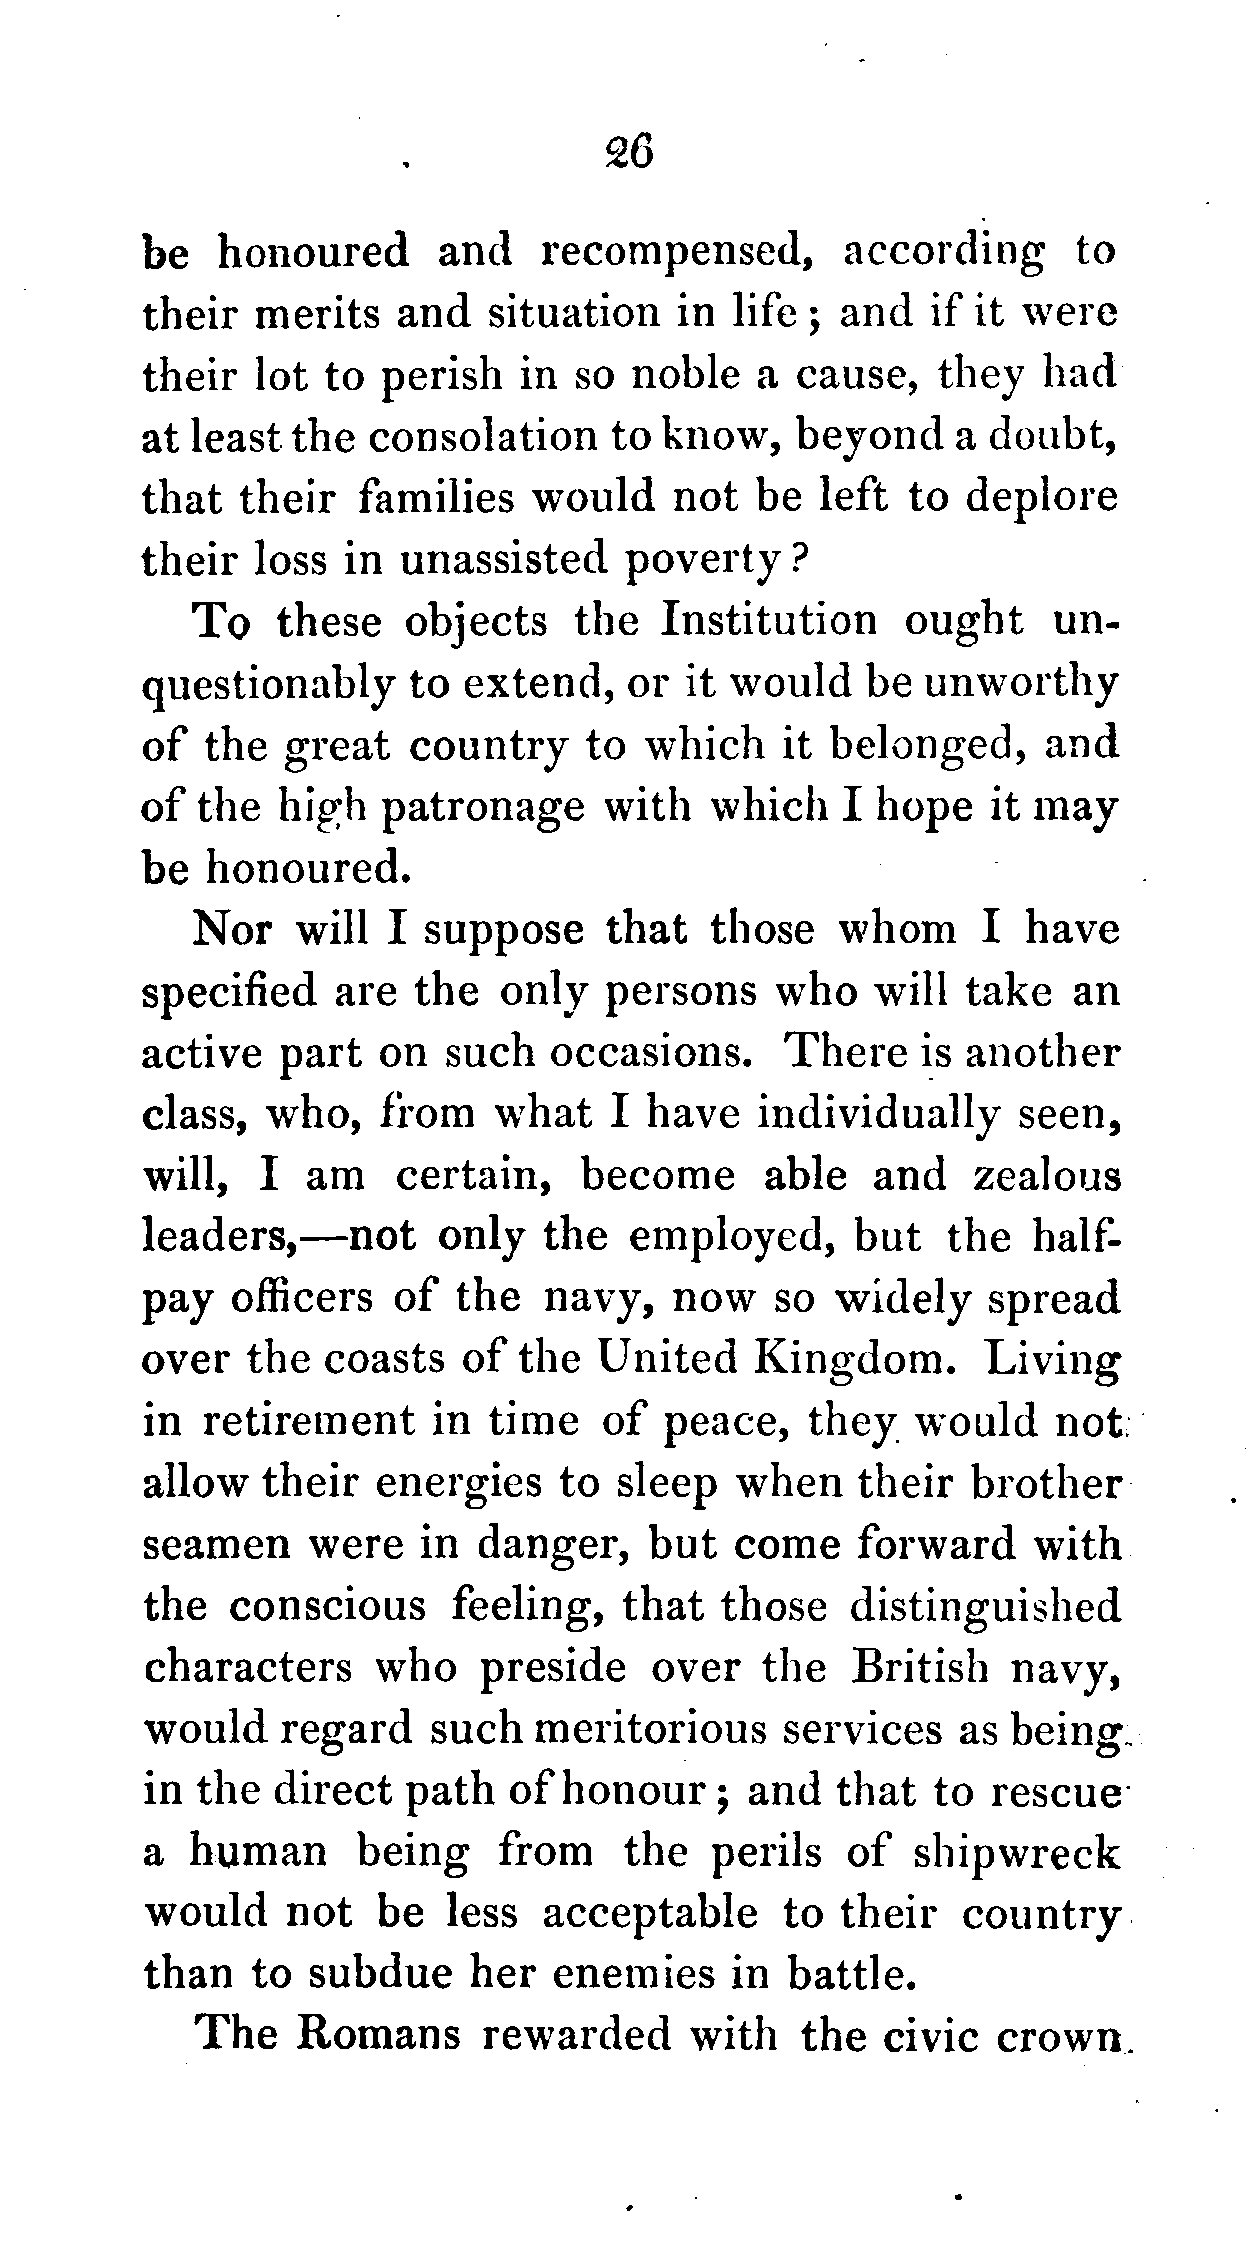 26
be honoured and recompensed, according to
their merits and situation in life ; and if it were
their lot to perish in so noble a cause, they had
at least the consolation to know, beyond a doubt,
that their families would not be left to deplore
their loss in unassisted poverty ?
To these objects the Institution ought un-
questionably to extend, or it would be unworthy
of the great country to which it belonged, and
of the high patronage with which I hope it may
be honoured.
Nor will I suppose that those whom I have
specified are the only persons who will take an
active part on such occasions. There is another
class, who, from what I have individually seen,
will, I am certain, become able and zealous
leaders,—not only the employed, but the half-
pay officers of the navy, now so widely spread
over the coasts of the United Kingdom. Living
in retirement in time of peace, they would not
allow their energies to sleep when their brother
seamen were in danger, but come forward with
the conscious feeling, that those distinguished
characters who preside over the British navy,
would regard such meritorious services as being
in the direct path of honour ; and that to rescue
a human being from the perils of shipwreck
would not be less acceptable to their country
than to subdue her enemies in battle.
The Romans rewarded with the civic crown